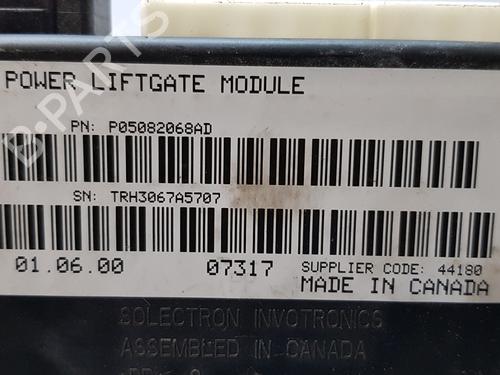 POWER LIFTGATE MODULE
PN: P05082068AD
SN: TRH3067A5707
01.06.00 07317 SUPPLIER CODE: 44180
MADE IN CANADA
SOLECTRON INVOTRONICS
ASSEMBLED IN CANADA
B-PARTS